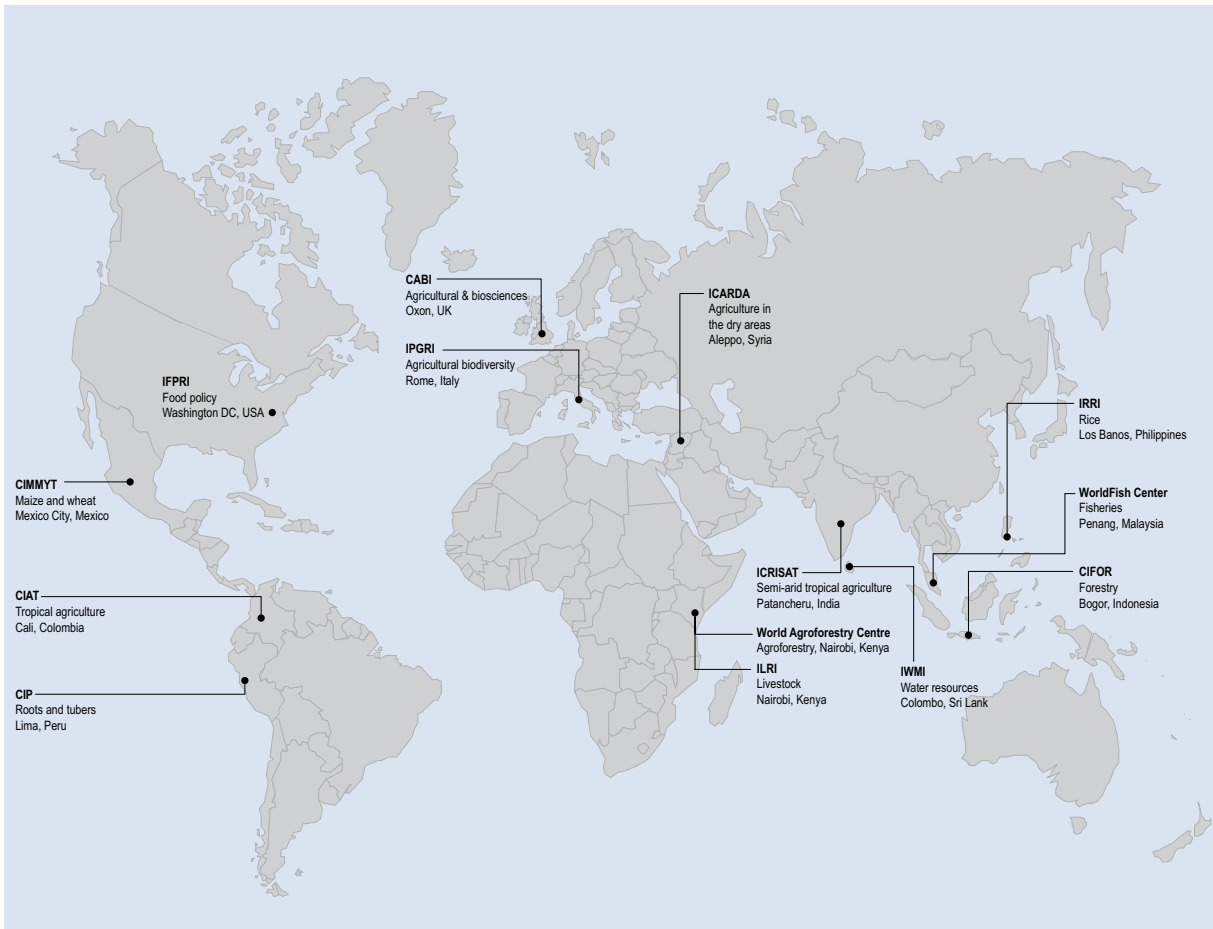 CABI
Agricultural & biosciences
Oxon, UK
ICARDA
Agriculture in
the dry areas
Aleppo, Syria
IPGRI
Agricultural biodiversity
Rome, Italy
IFPRI
Food policy
Washington DC, USA
IRRI
Rice
Los Banos, Philippines
CIMMYT
Maize and wheat
Mexico City, Mexico
WorldFish Center
Fisheries
Penang, Malaysia
ICRISAT
Semi-arid tropical agriculture
Patancheru, India
CIFOR
Forestry
Bogor, Indonesia
CIAT
Tropical agriculture
Cali, Colombia
World Agroforestry Centre
Agroforestry, Nairobi, Kenya
ILRI
Livestock
Nairobi, Kenya
IWMI
Water resources
Colombo, Sri Lank
CIP
Roots and tubers
Lima, Peru